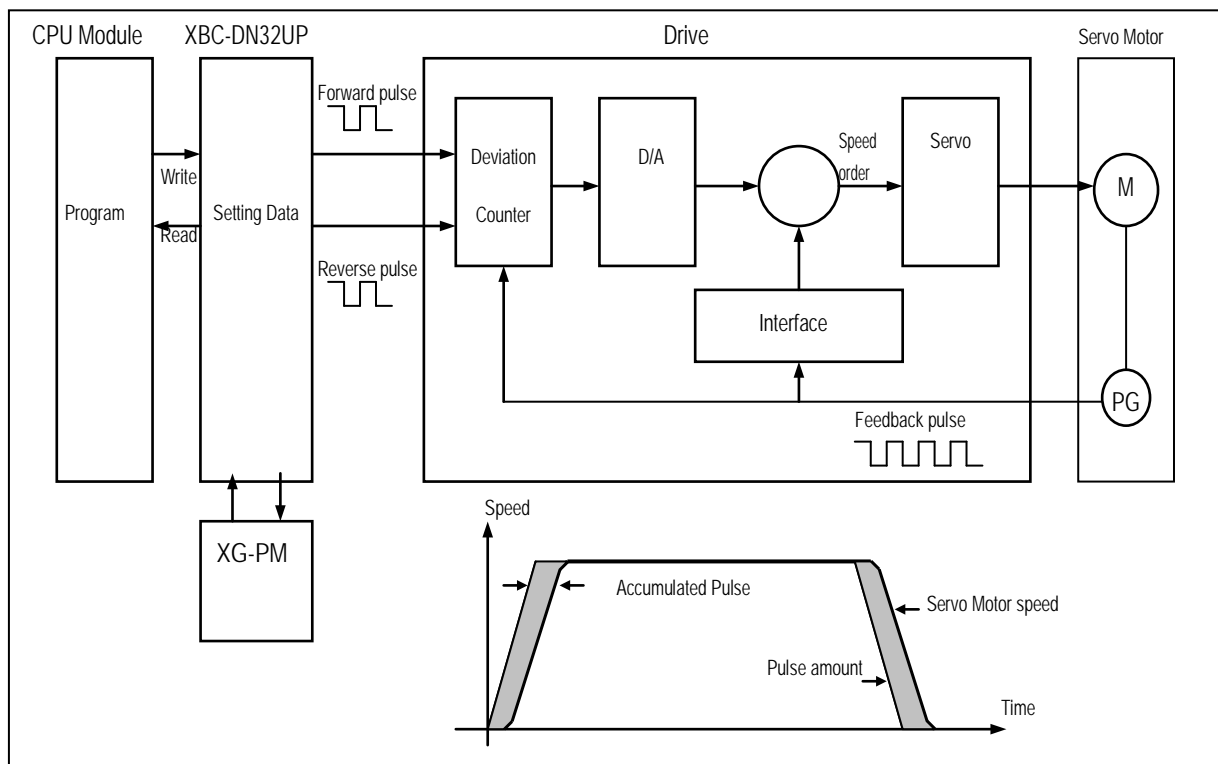 CPU Module
XBC-DN32UP
Drive
Servo Motor
Forward pulse
Deviation
Counter
D/A
Speed
order
Servo
Write
Program
Read
Setting Data
M
Reverse pulse
Interface
PG
Feedback pulse
XG-PM
Speed
Accumulated Pulse
Servo Motor speed
Pulse amount
Time